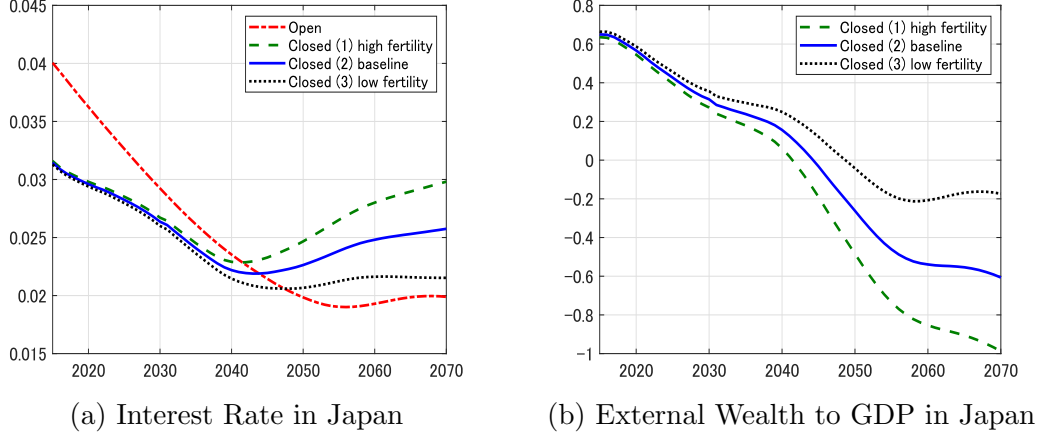 0.045
0.04
0.035
0.03
0.025
0.02
0.015
2020 2030 2040 2050 2060 2070
Open
Closed (1) high fertility
Closed (2) baseline
Closed (3) low fertility
(a) Interest Rate in Japan
0.8
0.6
0.4
0.2
0
−0.2
−0.4
−0.6
−0.8
−1
2020 2030 2040 2050 2060 2070
Closed (1) high fertility
Closed (2) baseline
Closed (3) low fertility
(b) External Wealth to GDP in Japan